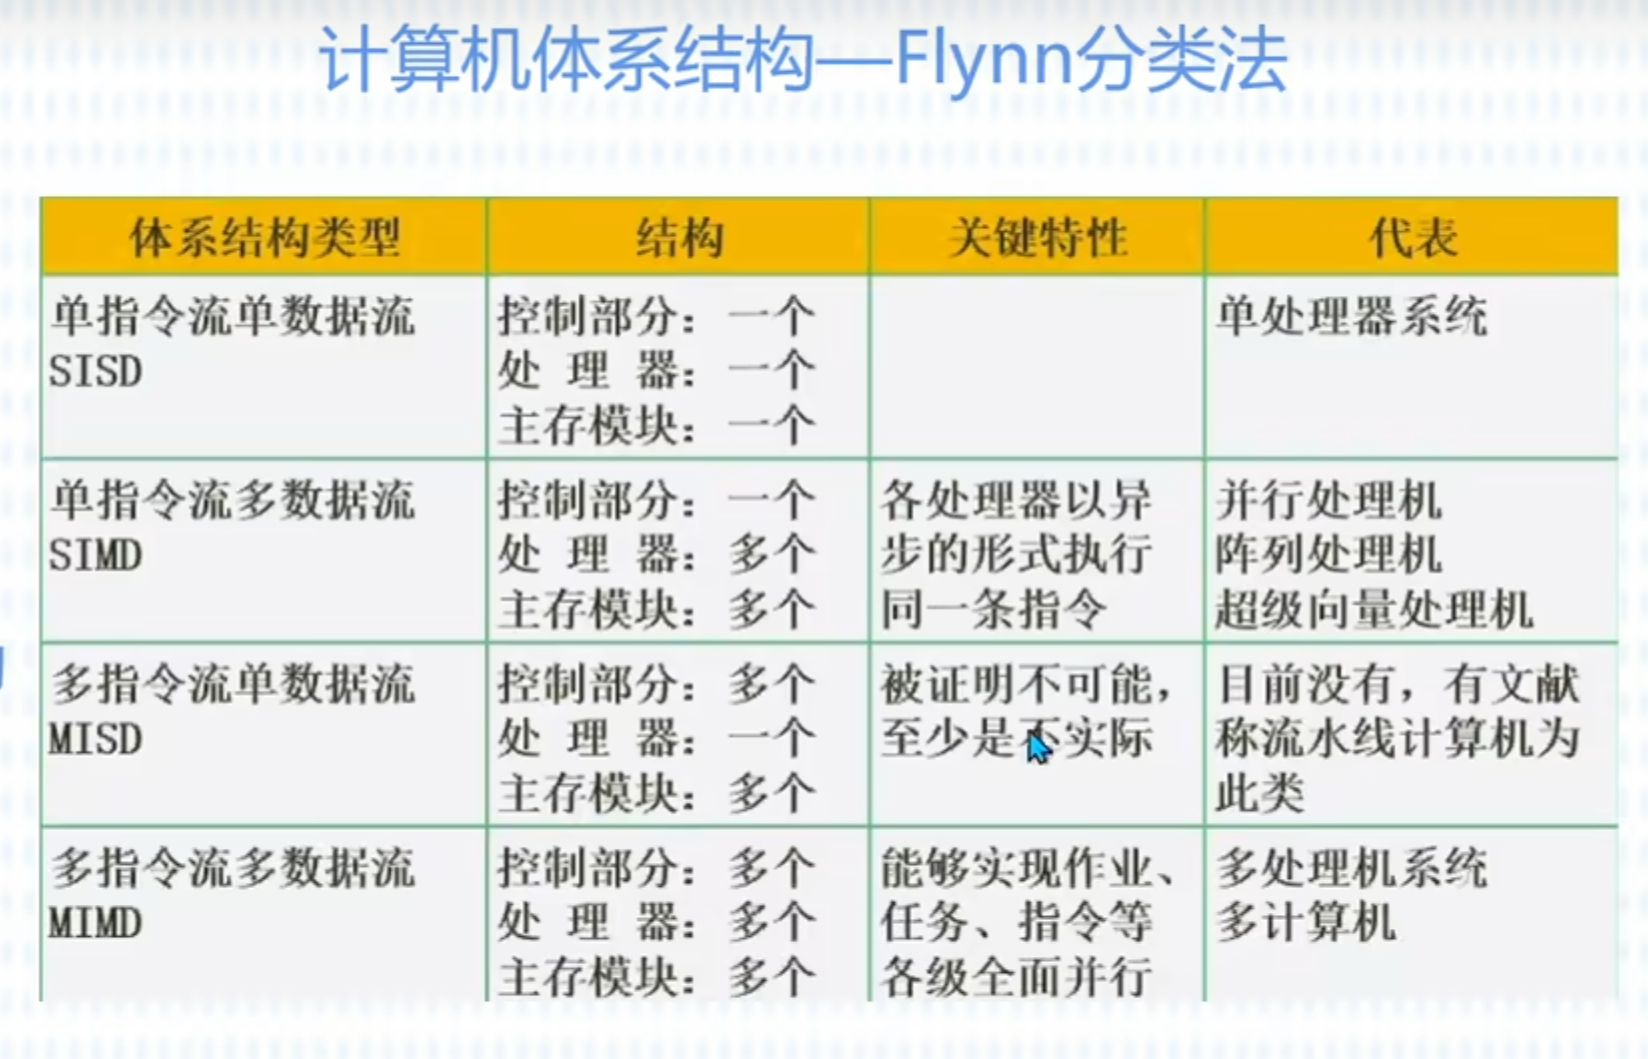 计算机体系结构—Flynn分类法
体系结构类型 结构 关键特性 代表
单指令流单数据流 控制部分：一个 单处理器系统
SISD 处 理 器：一个
主存模块：一个
单指令流多数据流 控制部分：一个 各处理器以异 并行处理机
SIMD 处 理 器：多个 步的形式执行 阵列处理机
主存模块：多个 同一条指令 超级向量处理机
多指令流单数据流 控制部分：多个 被证明不可能， 目前没有，有文献
MISD 处 理 器：一个 至少是不实际 称流水线计算机为
主存模块：多个 此类
多指令流多数据流 控制部分：多个 能够实现作业、 多处理机系统
MIMD 处 理 器：多个 任务、指令等 多计算机
主存模块：多个 各级全面并行